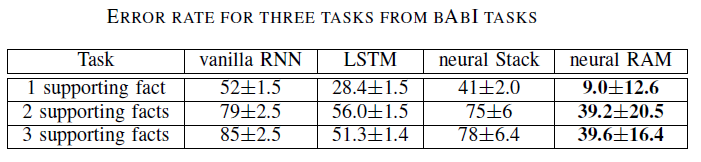 ERROR RATE FOR THREE TASKS FROM BABI TASKS
Task vanilla RNN LSTM neural Stack neural RAM
1 supporting fact 52±1.5 28.4±1.5 41±2.0 9.0±12.6
2 supporting facts 79±2.5 56.0±1.5 75±6 39.2±20.5
3 supporting facts 85±2.5 51.3±1.4 78±6.4 39.6±16.4